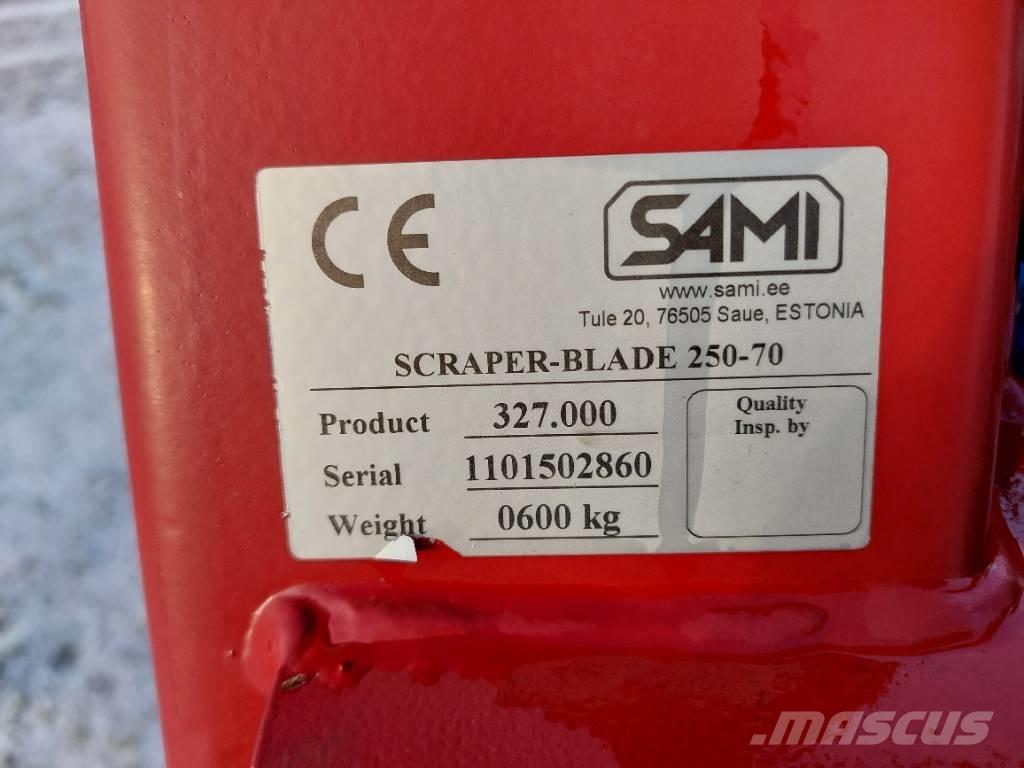 CE
SAMI
www.sami.ee
Tule 20, 76505 Saue, ESTONIA
SCRAPER-BLADE 250-70
Product 327.000
Serial 1101502860
Weight 0600 kg
Quality
Insp. by
MASCUS